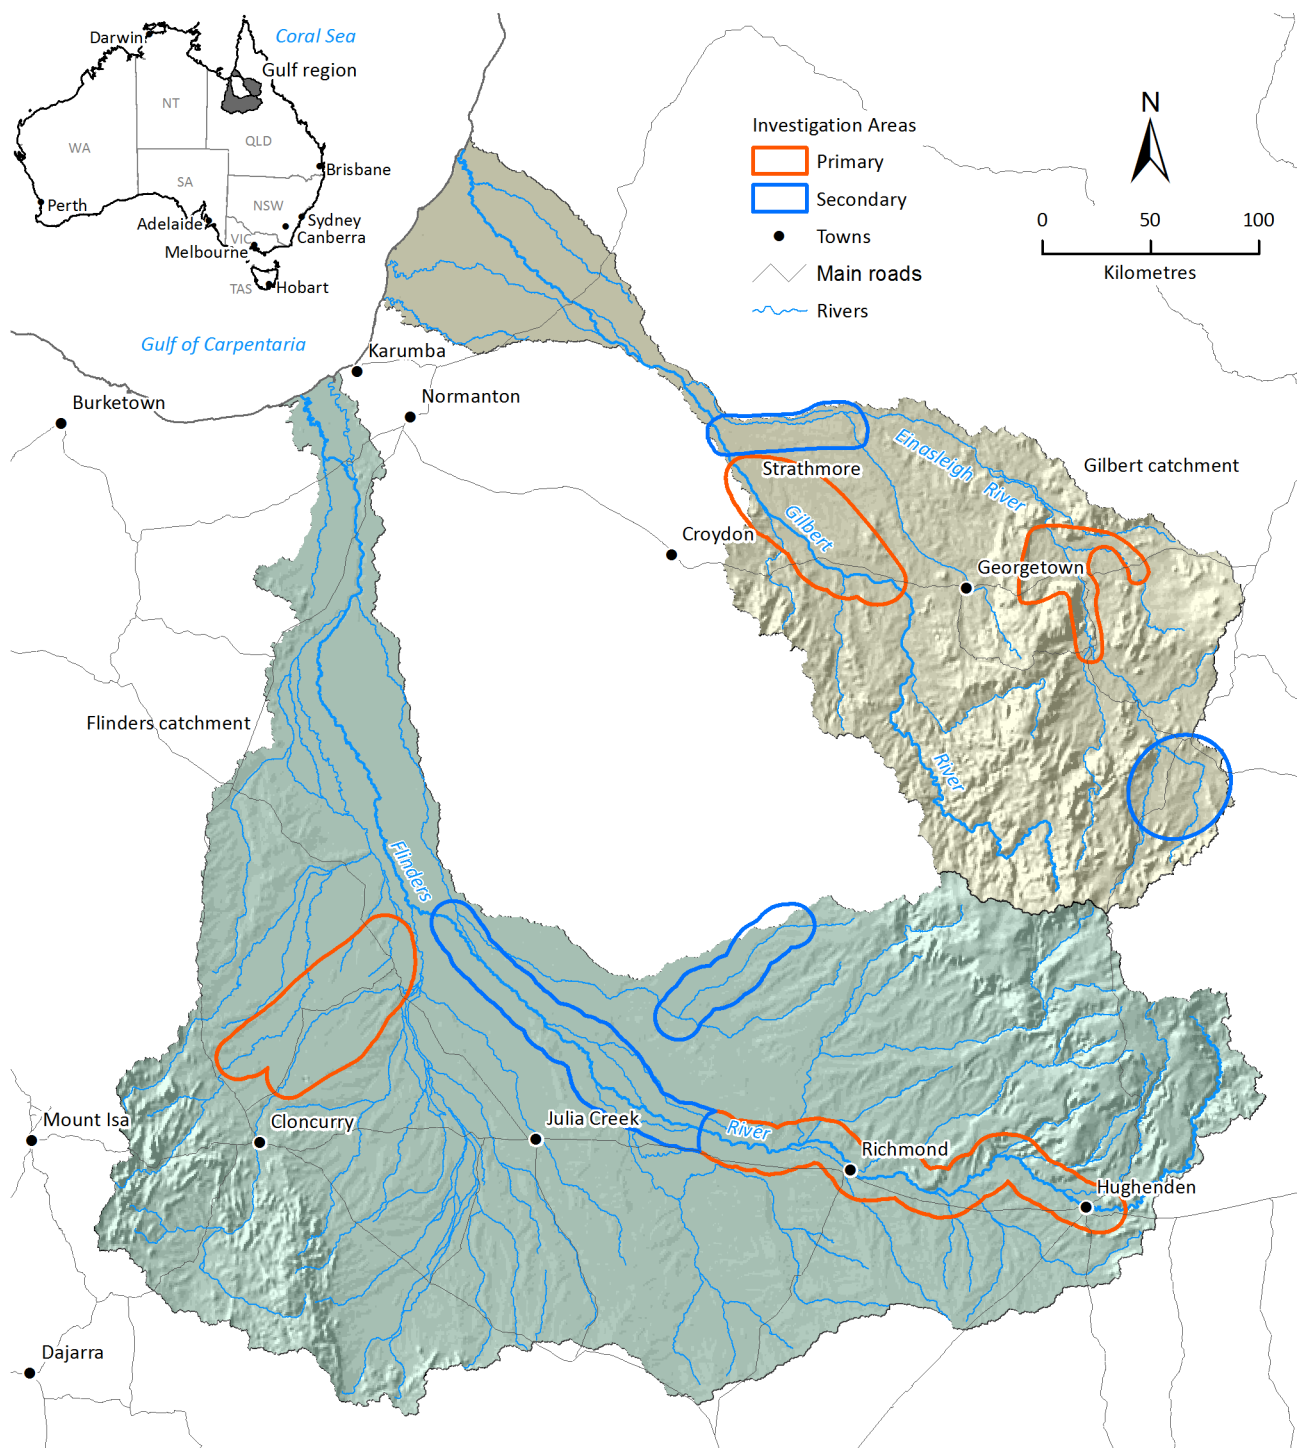 Darwin
Coral Sea
Gulf region
NT
WA
QLD
SA
Brisbane
NSW
Perth
Adelaide
Sydney
VIC
Canberra
Melbourne
TAS
Hobart
N
Investigation Areas
Primary
Secondary
Towns
Main roads
Rivers
0 50 100
Kilometres
Gulf of Carpentaria
Karumba
Burketown
Normanton
Einasleigh River
Gilbert catchment
Strathmore
Gilbert
Croydon
Georgetown
Flinders catchment
River
Flinders
Mount Isa
Cloncurry
Julia Creek
River
Richmond
Hughenden
Dajarra